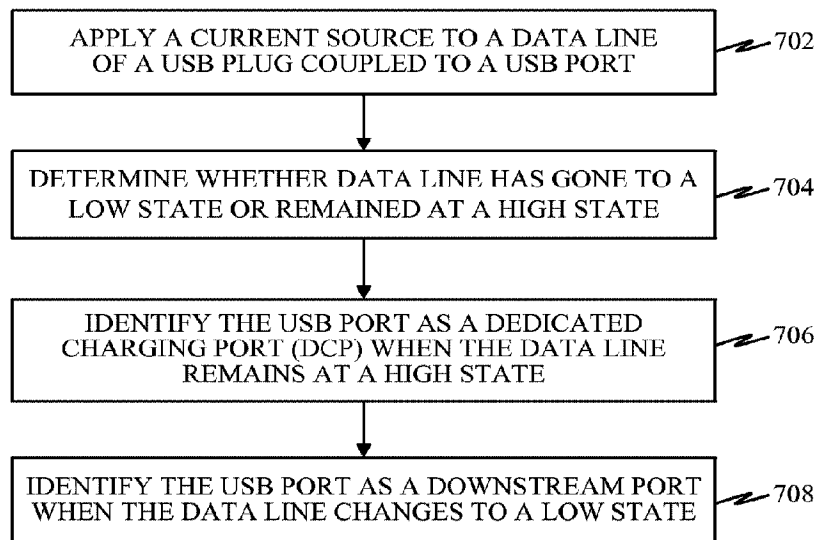 APPLY A CURRENT SOURCE TO A DATA LINE
OF A USB PLUG COUPLED TO A USB PORT
702
DETERMINE WHETHER DATA LINE HAS GONE TO A
LOW STATE OR REMAINED AT A HIGH STATE
704
IDENTIFY THE USB PORT AS A DEDICATED
CHARGING PORT (DCP) WHEN THE DATA LINE
REMAINS AT A HIGH STATE
706
IDENTIFY THE USB PORT AS A DOWNSTREAM PORT
WHEN THE DATA LINE CHANGES TO A LOW STATE
708